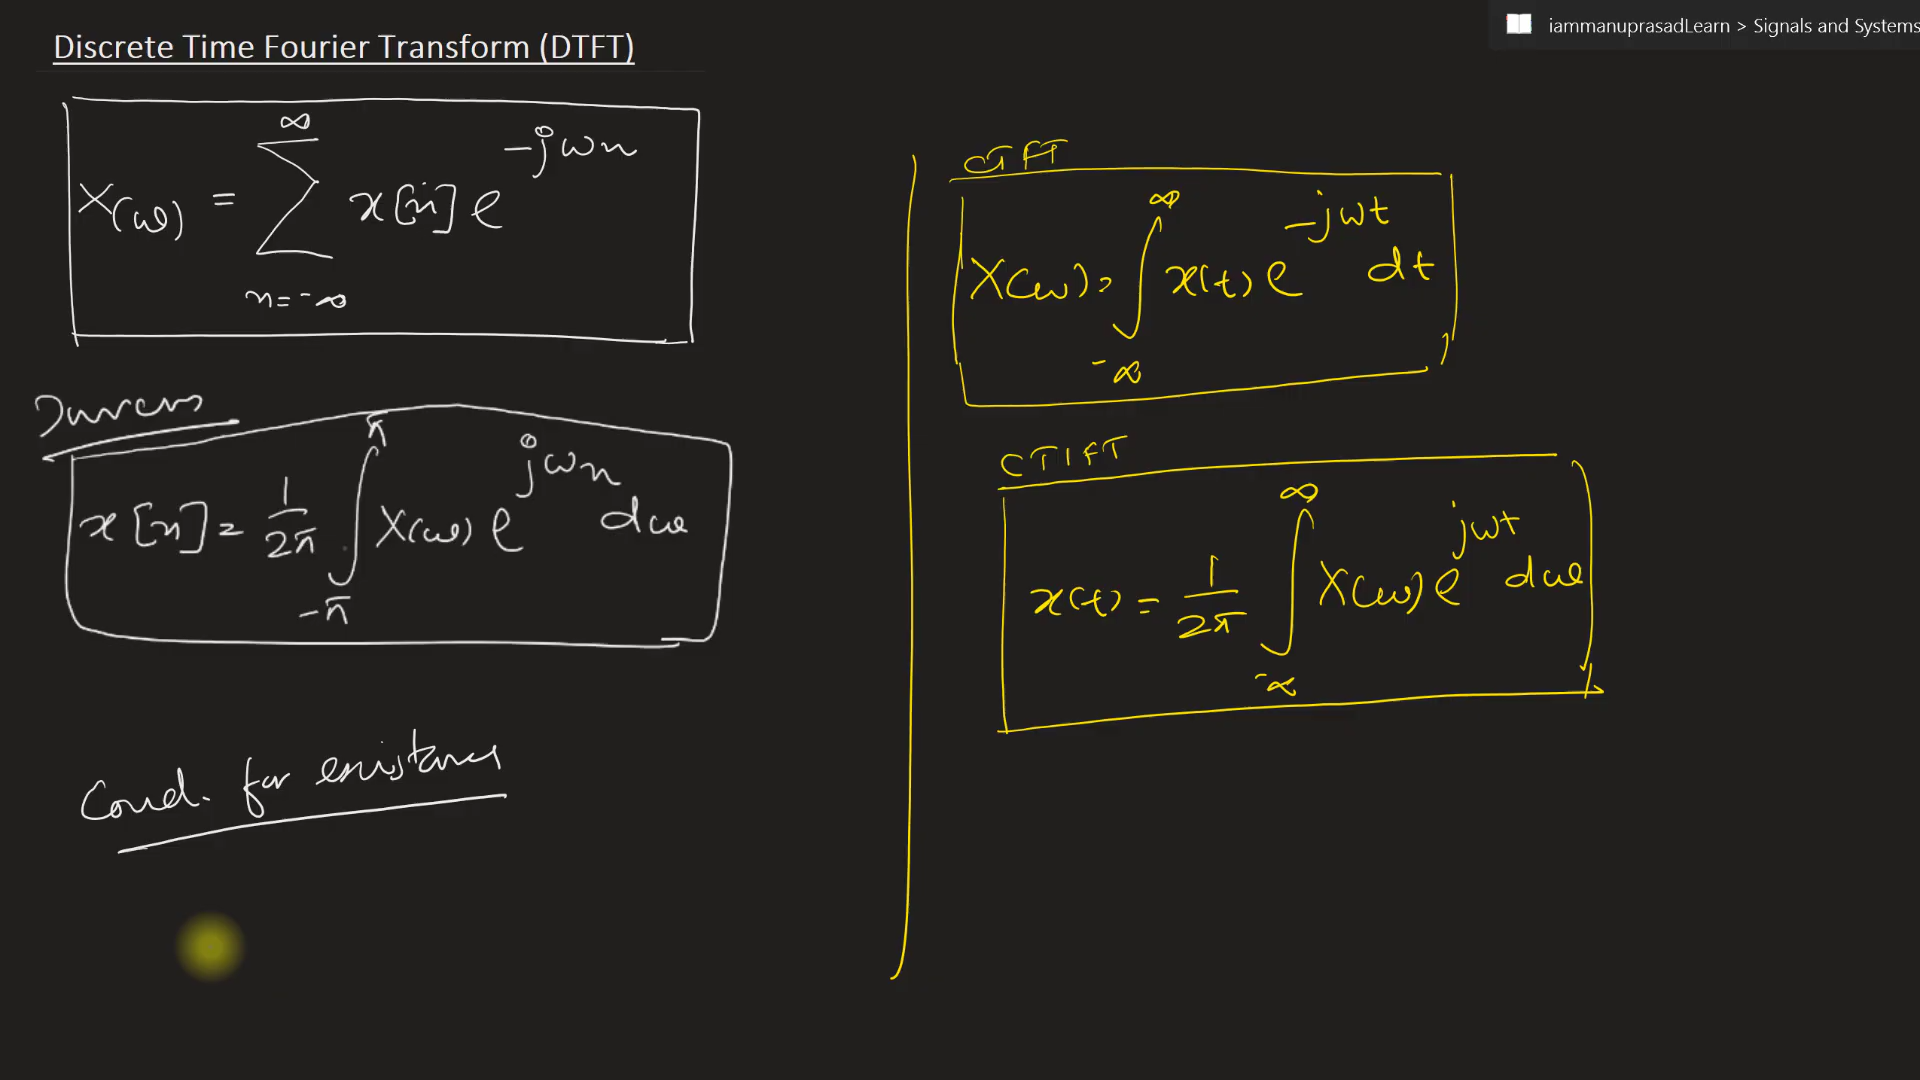 iammanuprasadLearn > Signals and Systems
Discrete Time Fourier Transform (DTFT)
X(ω) = ∑_{n=-∞}^{∞} x[n] e^{-jωn}
Inverse
x[n] = 1/2π ∫_{-π}^{π} X(ω) e^{jωn} dω
Cond. for existance
CTFT
X(ω) = ∫_{-∞}^{∞} x(t) e^{-jωt} dt
CTIFT
x(t) = 1/2π ∫_{-∞}^{∞} X(ω) e^{jωt} dω